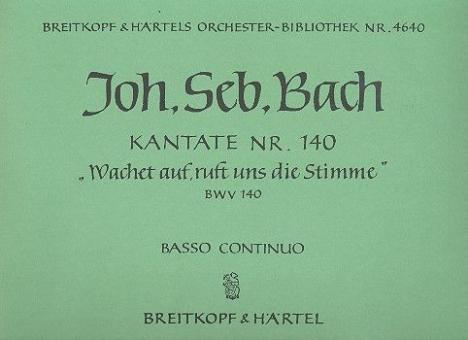 BREITKOPF & HÄRTELS ORCHESTER-BIBLIOTHEK NR. 4640
Joh. Seb. Bach
KANTATE NR. 140
„Wachet auf, ruft uns die Stimme"
BWV 140
BASSO CONTINUO
BREITKOPF & HÄRTEL